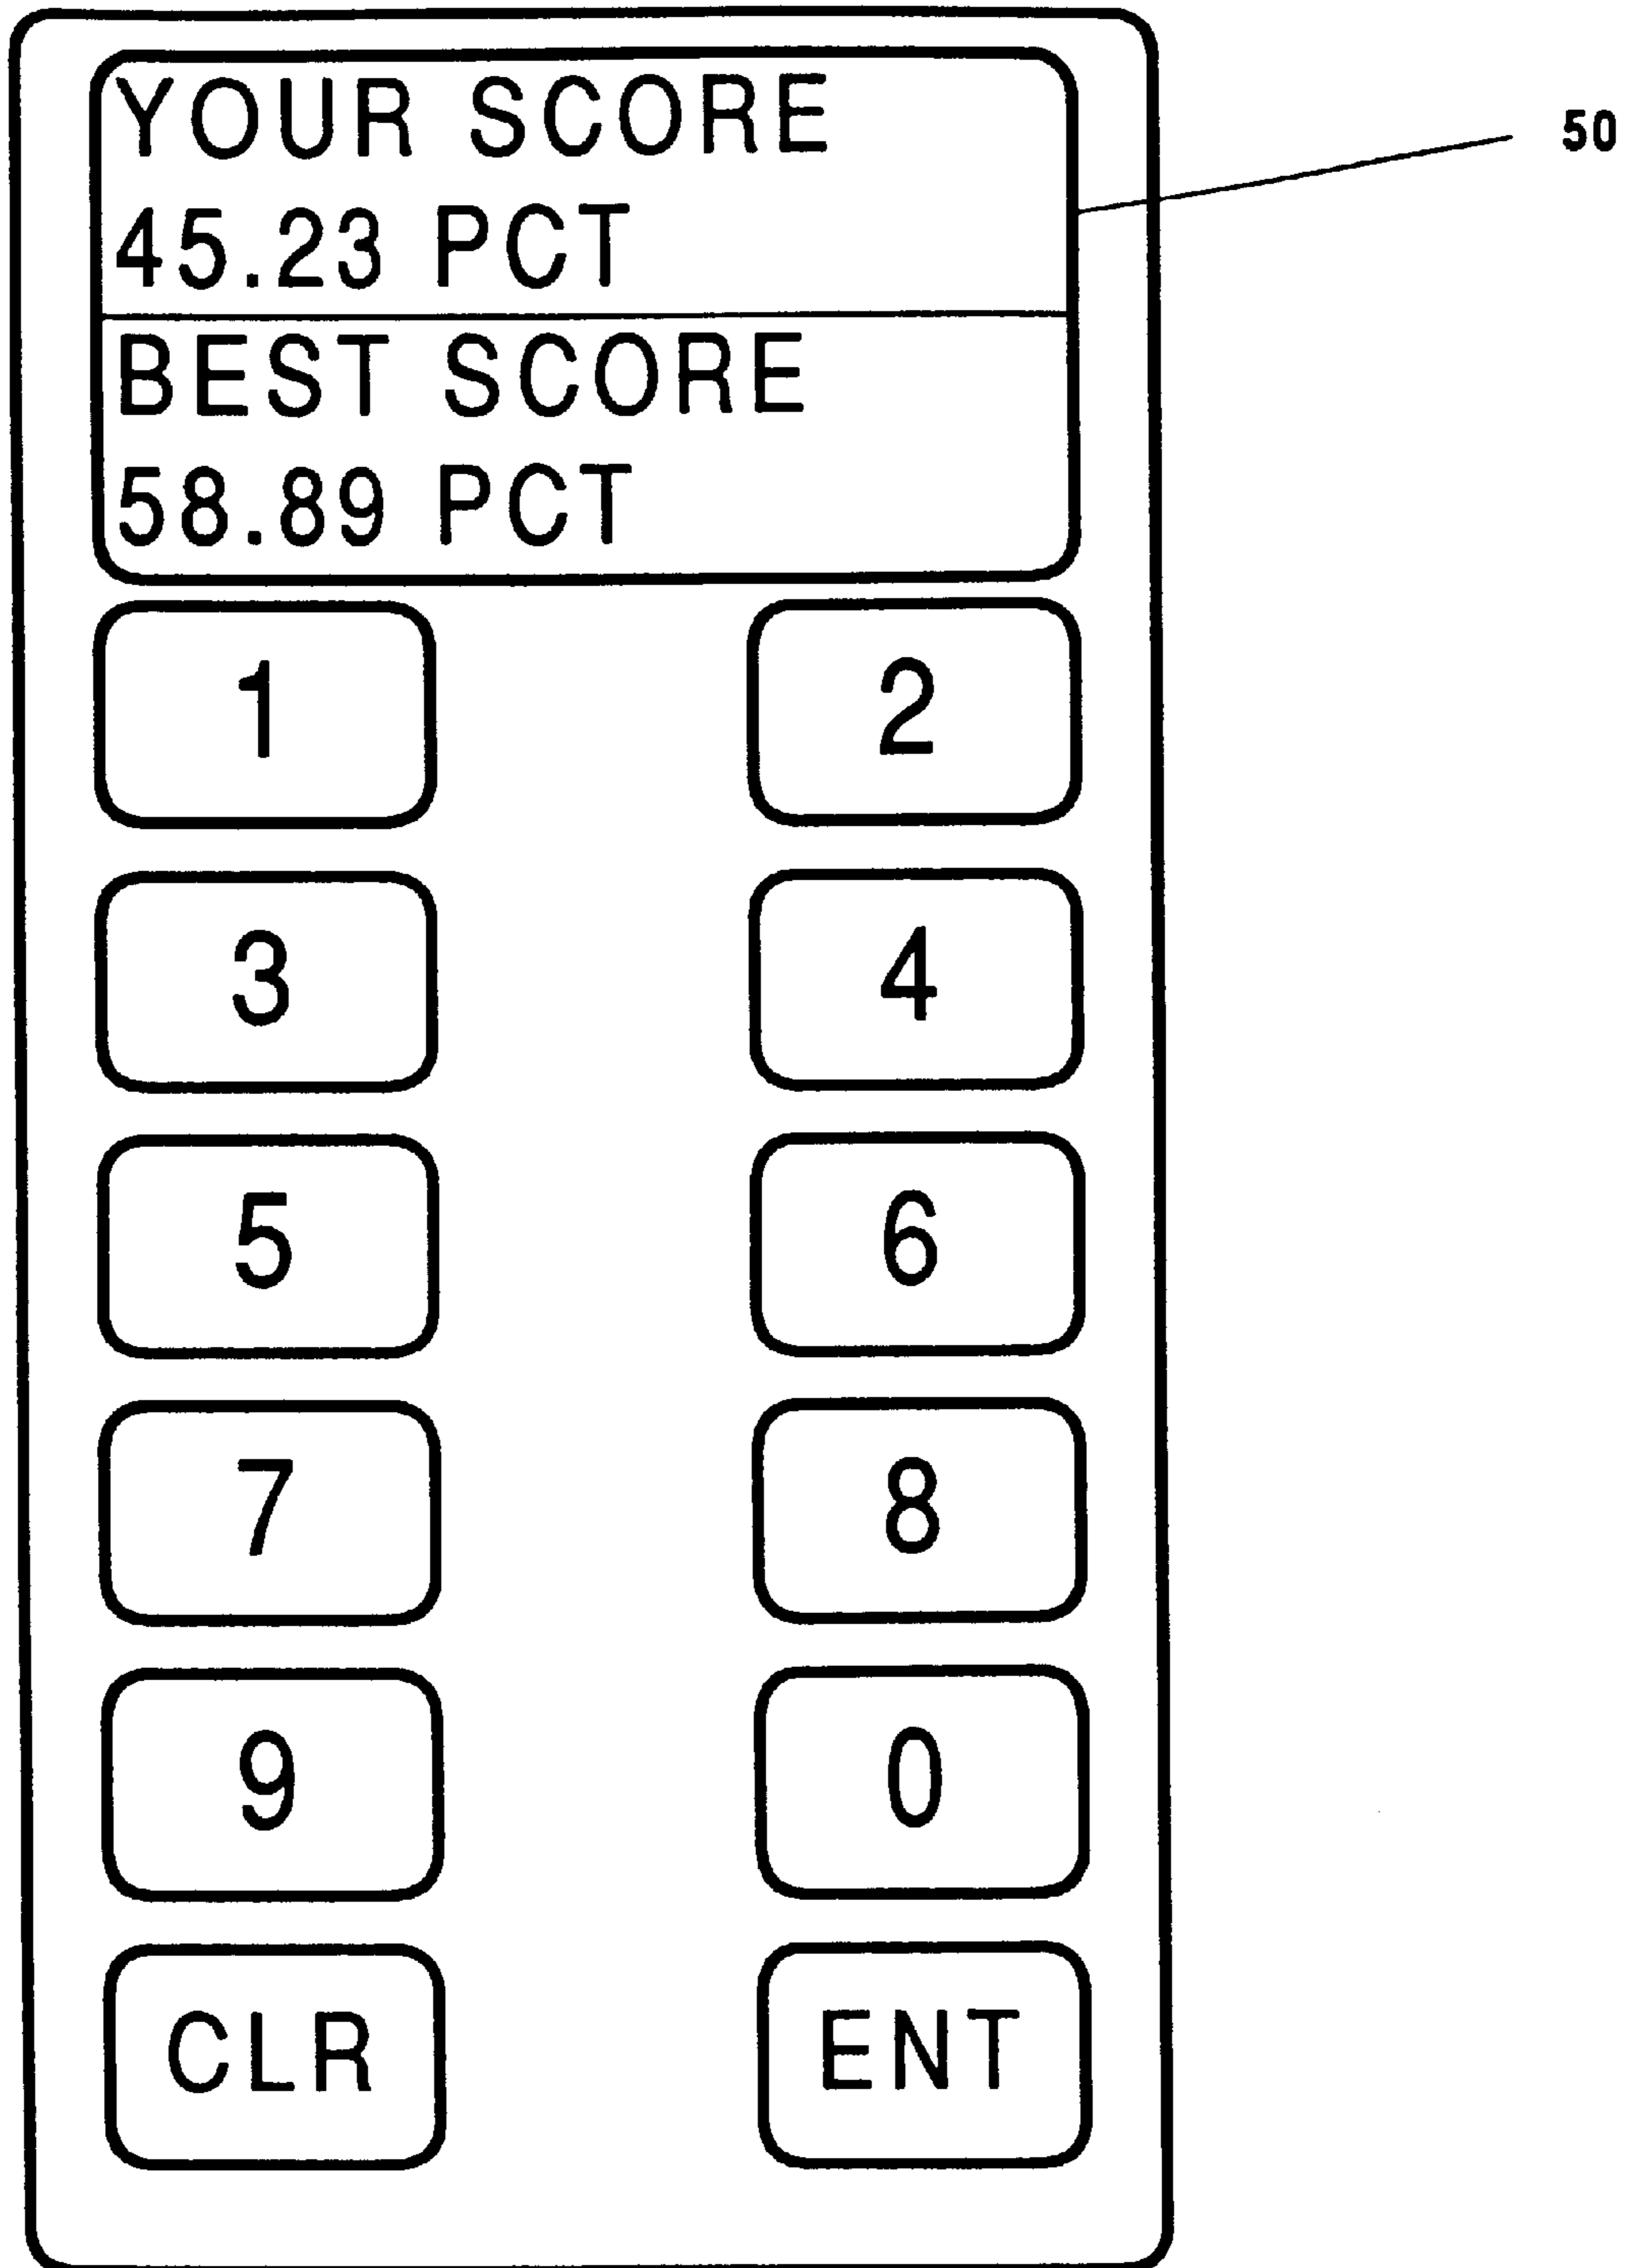 YOUR SCORE
50
45.23 PCT
BEST SCORE
58.89 PCT
1 2
3 4
5 6
7 8
9 0
CLR ENT